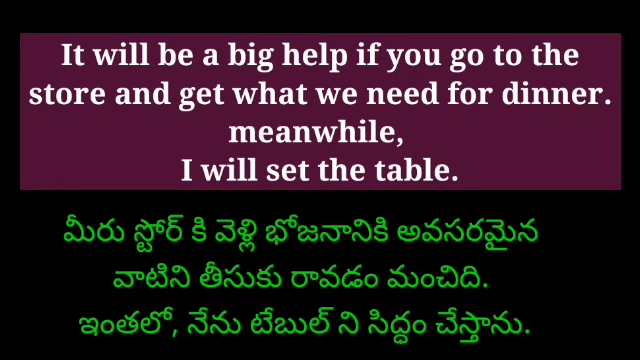 It will be a big help if you go to the
store and get what we need for dinner.
meanwhile,
I will set the table.
మీరు స్టోర్ కి వెళ్లి భోజనానికి అవసరమైన
వాటిని తీసుకు రావడం మంచిది.
ఇంతలో, నేను టేబుల్ ని సిద్ధం చేస్తాను.